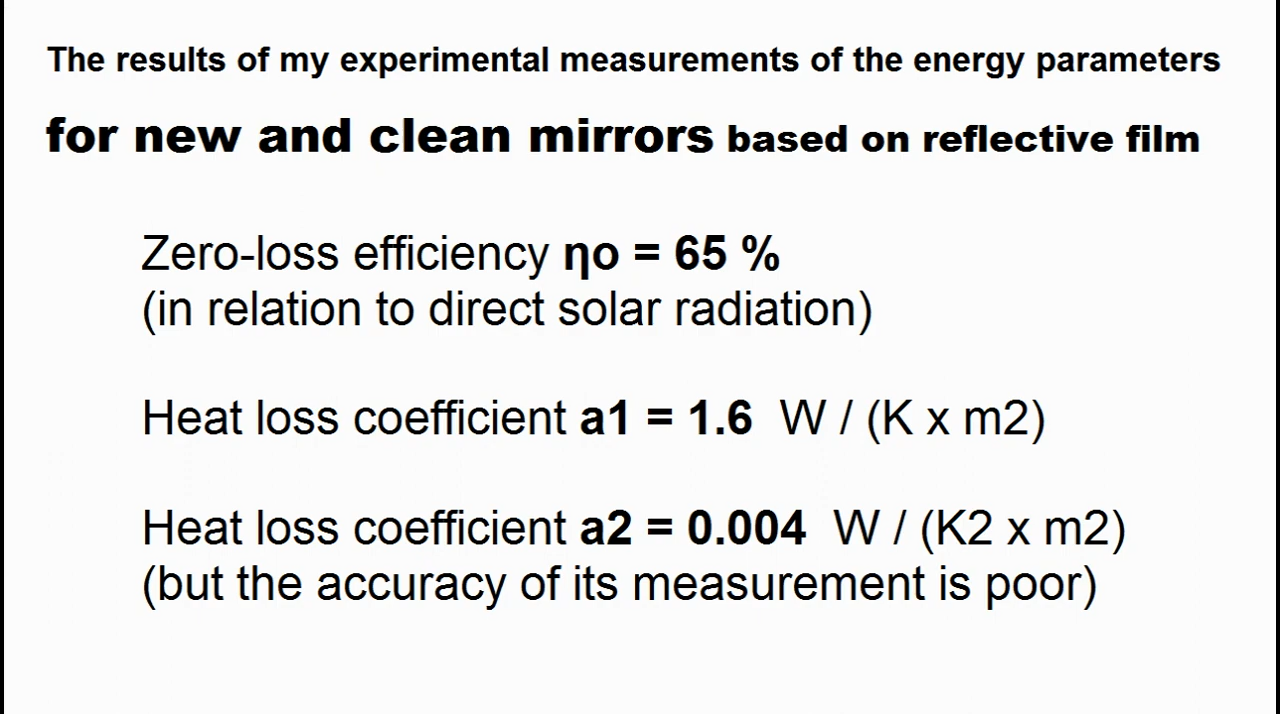 The results of my experimental measurements of the energy parameters
for new and clean mirrors based on reflective film
Zero-loss efficiency ηo = 65 %
(in relation to direct solar radiation)
Heat loss coefficient a1 = 1.6 W / (K x m2)
Heat loss coefficient a2 = 0.004 W / (K2 x m2)
(but the accuracy of its measurement is poor)